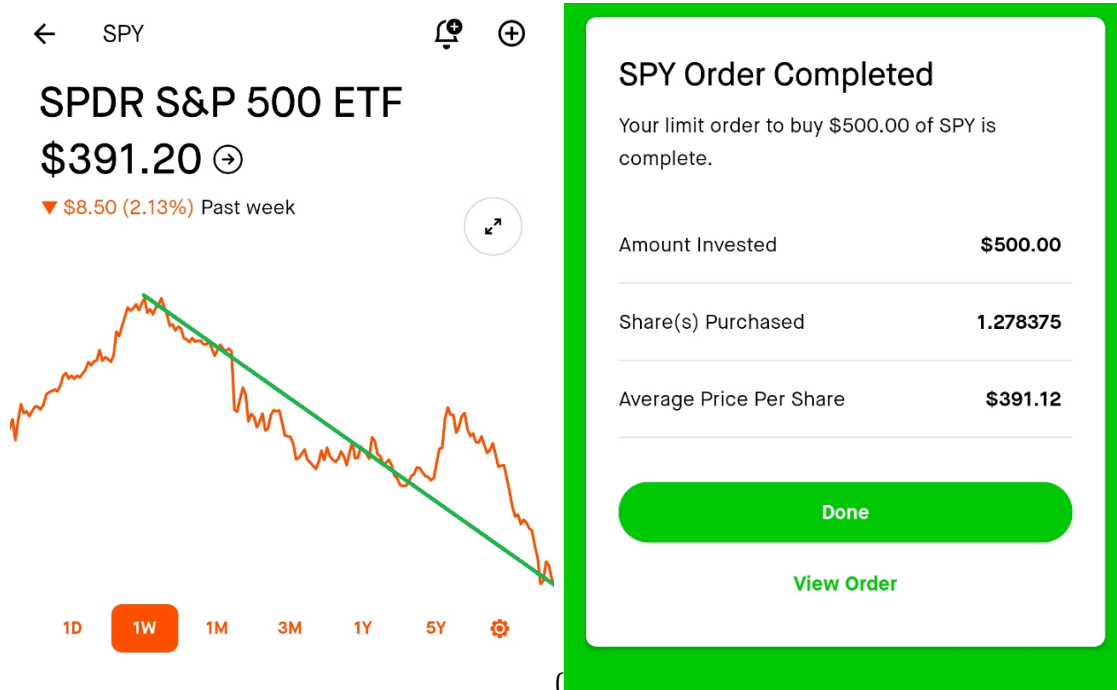 SPY
SPDR S&P 500 ETF
$391.20
▼ $8.50 (2.13%) Past week
1D 1W 1M 3M 1Y 5Y
SPY Order Completed
Your limit order to buy $500.00 of SPY is
complete.
Amount Invested $500.00
Share(s) Purchased 1.278375
Average Price Per Share $391.12
Done
View Order